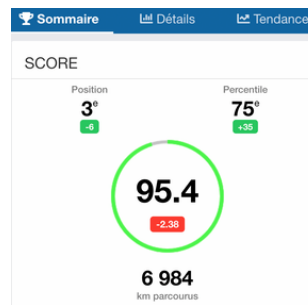 Sommaire Détails Tendance
SCORE
Position Percentile
3e 75e
-6 +35
95.4
-2.38
6 984
km parcourus